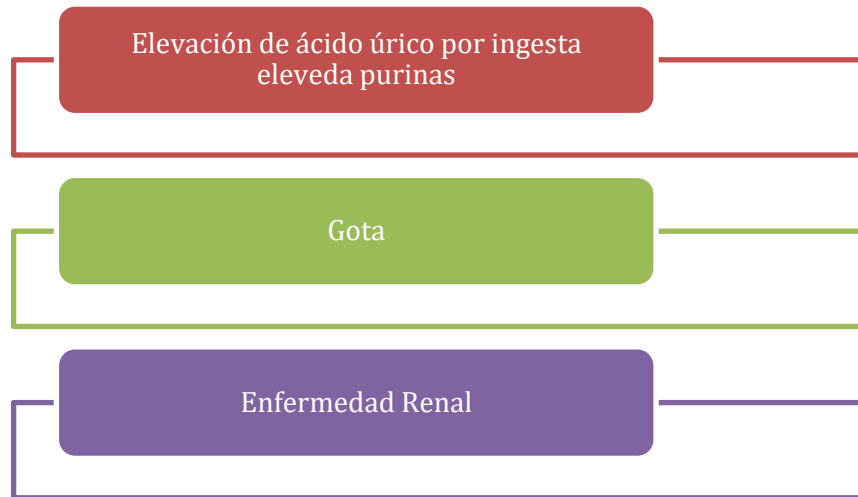 Elevación de ácido úrico por ingesta
eleveda purinas
Gota
Enfermedad Renal